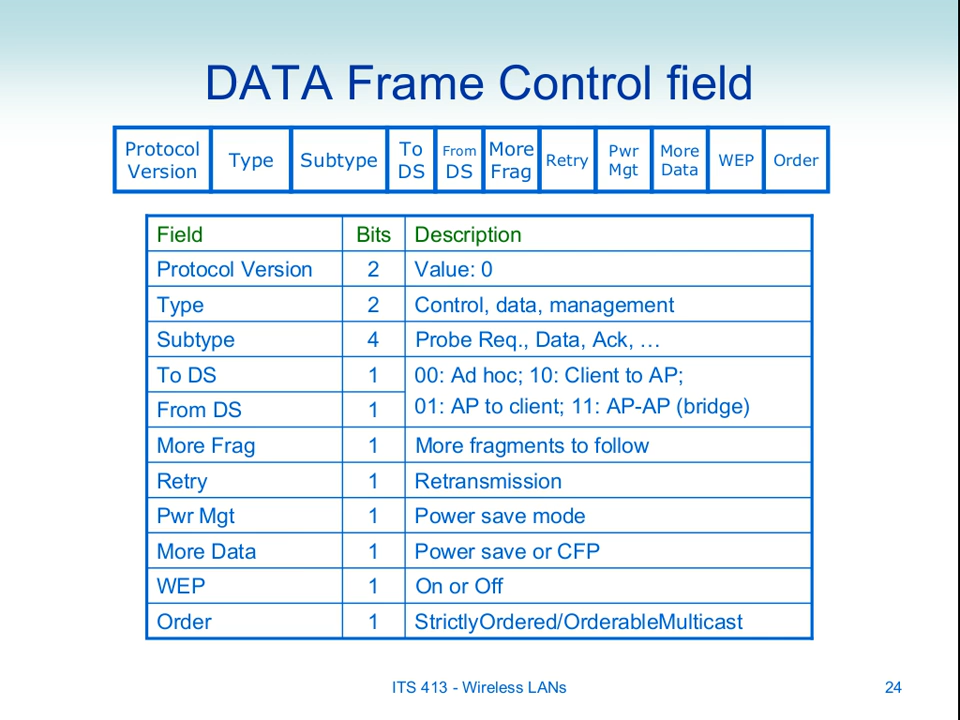 DATA Frame Control field
Protocol Version Type Subtype To DS From DS More Frag Retry Pwr Mgt More Data WEP Order
Field Bits Description
Protocol Version 2 Value: 0
Type 2 Control, data, management
Subtype 4 Probe Req., Data, Ack, …
To DS 1 00: Ad hoc; 10: Client to AP;
From DS 1 01: AP to client; 11: AP-AP (bridge)
More Frag 1 More fragments to follow
Retry 1 Retransmission
Pwr Mgt 1 Power save mode
More Data 1 Power save or CFP
WEP 1 On or Off
Order 1 StrictlyOrdered/OrderableMulticast
ITS 413 - Wireless LANs 24